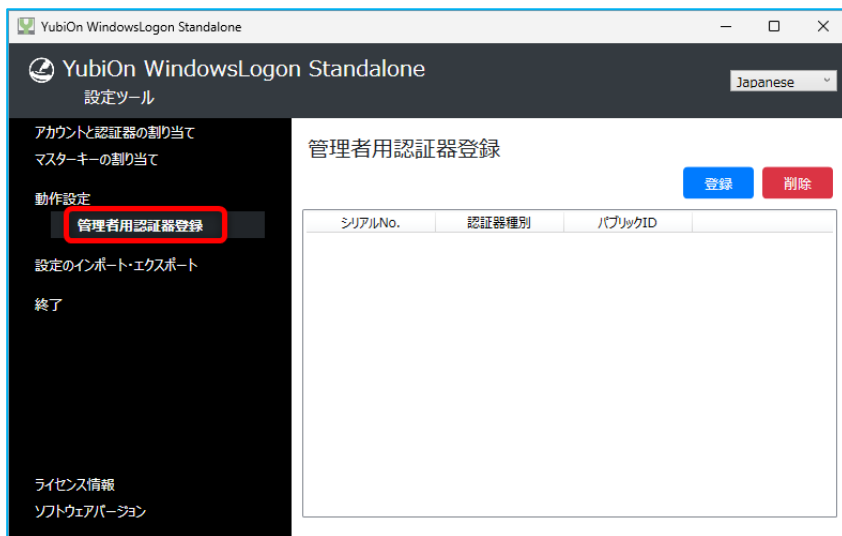 YubiOn WindowsLogon Standalone
YubiOn WindowsLogon Standalone
設定ツール
Japanese
アカウントと認証器の割り当て
マスターキーの割り当て
動作設定
管理者用認証器登録
設定のインポート・エクスポート
終了
ライセンス情報
ソフトウェアバージョン
管理者用認証器登録
登録 削除
シリアルNo. 認証器種別 パブリックID